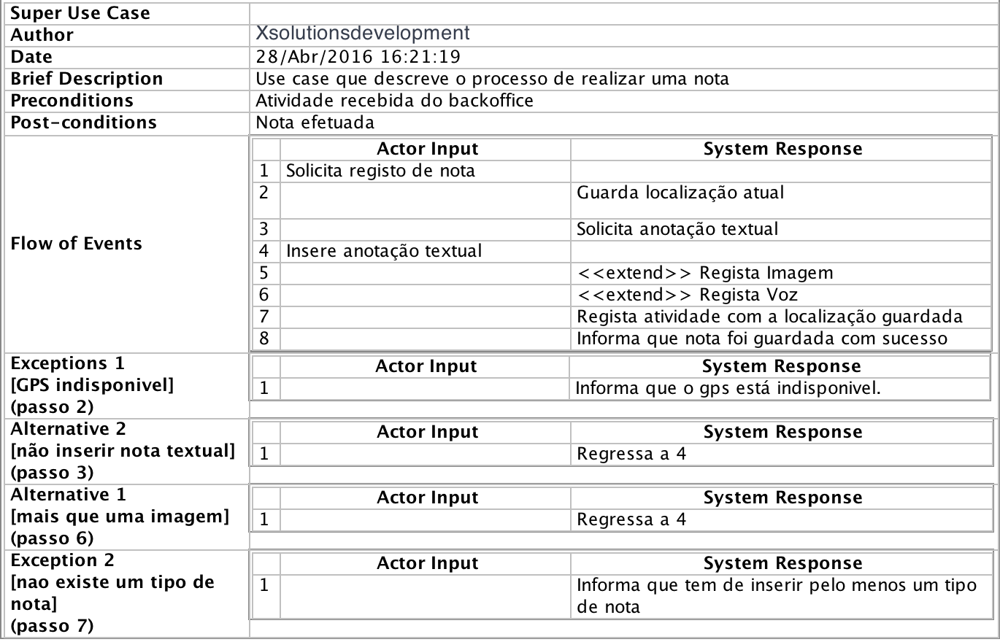 Super Use Case
Author Xsolutionsdevelopment
Date 28/Abr/2016 16:21:19
Brief Description Use case que descreve o processo de realizar uma nota
Preconditions Atividade recebida do backoffice
Post-conditions Nota efetuada
Flow of Events
Actor Input System Response
1 Solicita registo de nota
2 Guarda localização atual
3 Solicita anotação textual
4 Insere anotação textual
5 <<extend>> Regista Imagem
6 <<extend>> Regista Voz
7 Regista atividade com a localização guardada
8 Informa que nota foi guardada com sucesso
Exceptions 1
[GPS indisponivel]
(passo 2)
Actor Input System Response
1 Informa que o gps está indisponivel.
Alternative 2
[não inserir nota textual]
(passo 3)
Actor Input System Response
1 Regressa a 4
Alternative 1
[mais que uma imagem]
(passo 6)
Actor Input System Response
1 Regressa a 4
Exception 2
[nao existe um tipo de
nota]
(passo 7)
Actor Input System Response
1 Informa que tem de inserir pelo menos um tipo
de nota